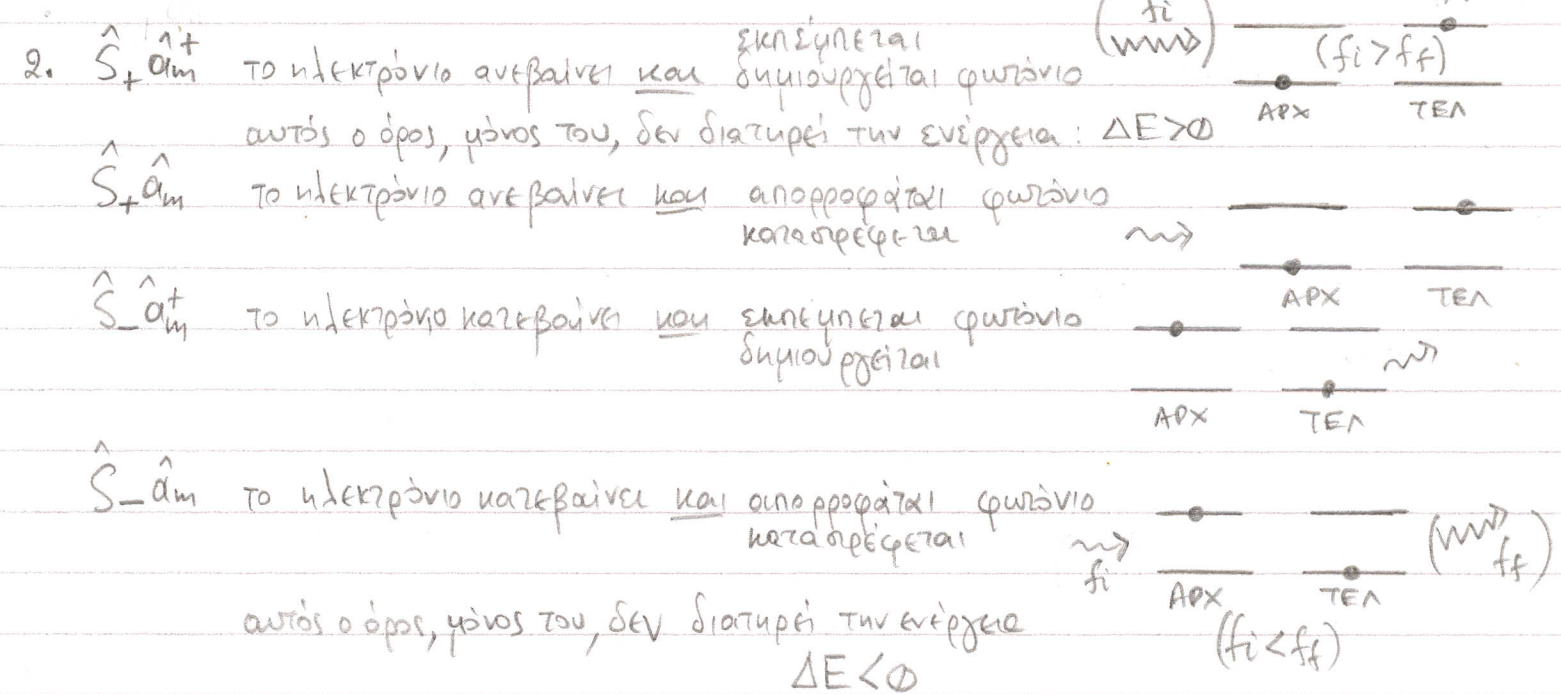 fi
εκπέμπεται
2. Ŝ₊ â⁺ₘ το ηλεκτρόνιο ανεβαίνει και δημιουργείται φωτόνιο (fi > ff)
ΑΡΧ ΤΕΛ
αυτός ο όρος, μόνος του, δεν διατηρεί την ενέργεια: ΔΕ>0
Ŝ₊ âₘ το ηλεκτρόνιο ανεβαίνει και απορροφάται φωτόνιο
καταστρέφεται
ΑΡΧ ΤΕΛ
Ŝ₋ â⁺ₘ το ηλεκτρόνιο κατεβαίνει και εκπέμπεται φωτόνιο
δημιουργείται
ΑΡΧ ΤΕΛ
Ŝ₋ âₘ το ηλεκτρόνιο κατεβαίνει και απορροφάται φωτόνιο
καταστρέφεται fi ff
ΑΡΧ ΤΕΛ
αυτός ο όρος, μόνος του, δεν διατηρεί την ενέργεια (fi < ff)
ΔΕ<0